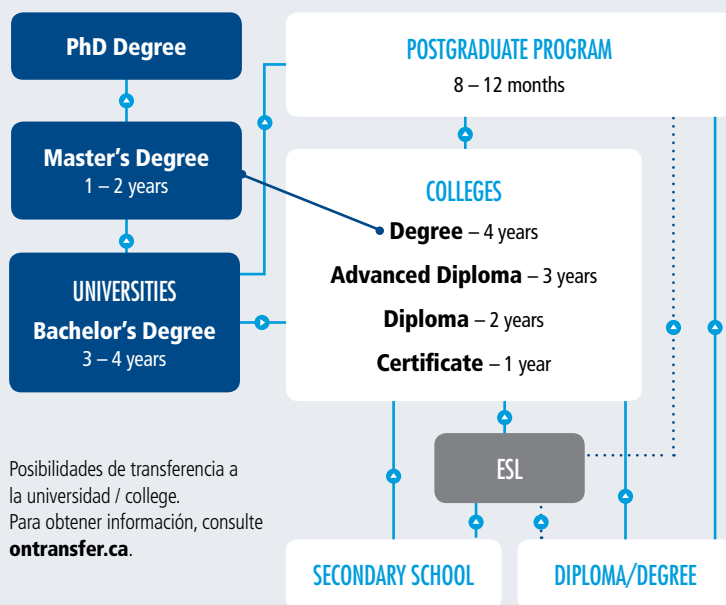 PhD Degree
Master's Degree
1 – 2 years
UNIVERSITIES
Bachelor's Degree
3 – 4 years
POSTGRADUATE PROGRAM
8 – 12 months
COLLEGES
Degree – 4 years
Advanced Diploma – 3 years
Diploma – 2 years
Certificate – 1 year
ESL
Posibilidades de transferencia a
la universidad / college.
Para obtener información, consulte
ontransfer.ca.
SECONDARY SCHOOL
DIPLOMA/DEGREE